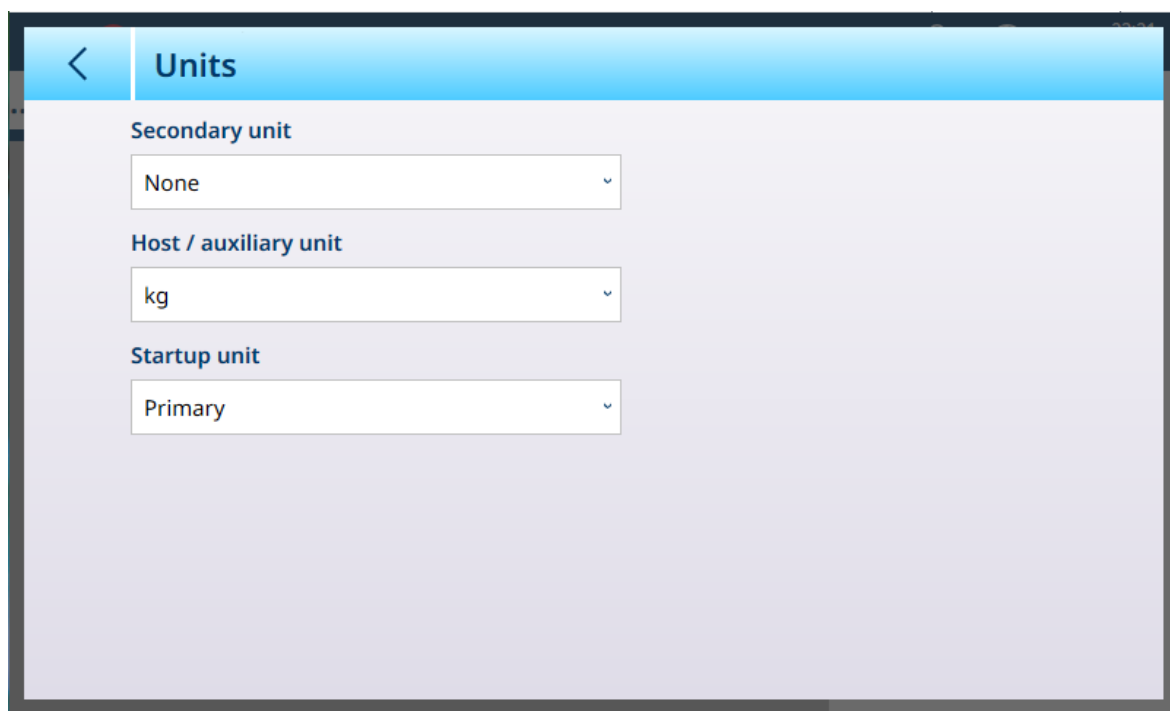 Units
Secondary unit
None
Host / auxiliary unit
kg
Startup unit
Primary